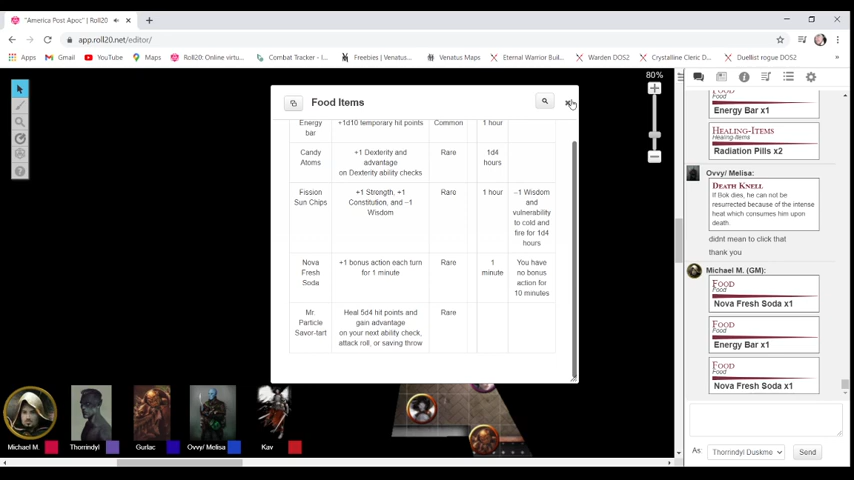 "America Post Apoc" | Roll20
app.roll20.net/editor/
Apps
Gmail
YouTube
Maps
Roll20: Online virtu...
Combat Tracker - I...
Freebies | Venatus...
Venatus Maps
Eternal Warrior Buil...
Warden DOS2
Crystalline Cleric D...
Duellist rogue DOS2
80%
Food Items
Energy bar
+1d10 temporary hit points
Common
1 hour
Candy Atoms
+1 Dexterity and advantage on Dexterity ability checks
Rare
1d4 hours
Fission Sun Chips
+1 Strength, +1 Constitution, and −1 Wisdom
Rare
1 hour
−1 Wisdom and vulnerability to cold and fire for 1d4 hours
Nova Fresh Soda
+1 bonus action each turn for 1 minute
Rare
1 minute
You have no bonus action for 10 minutes
Mr. Particle Savor-tart
Heal 5d4 hit points and gain advantage on your next ability check, attack roll, or saving throw
Rare
Michael M.
Thorrindyl
Gurlac
Ovvy/ Melisa
Kav
Food
Energy Bar x1
Healing-Items
Healing-Items
Radiation Pills x2
Ovvy/ Melisa:
Death Knell
If Bok dies, he can not be
resurrected because of the intense
heat which consumes him upon
death.
didnt mean to click that
thank you
Michael M. (GM):
Food
Food
Nova Fresh Soda x1
Food
Food
Energy Bar x1
Food
Food
Nova Fresh Soda x1
As:
Thorrindyl Duskme
Send